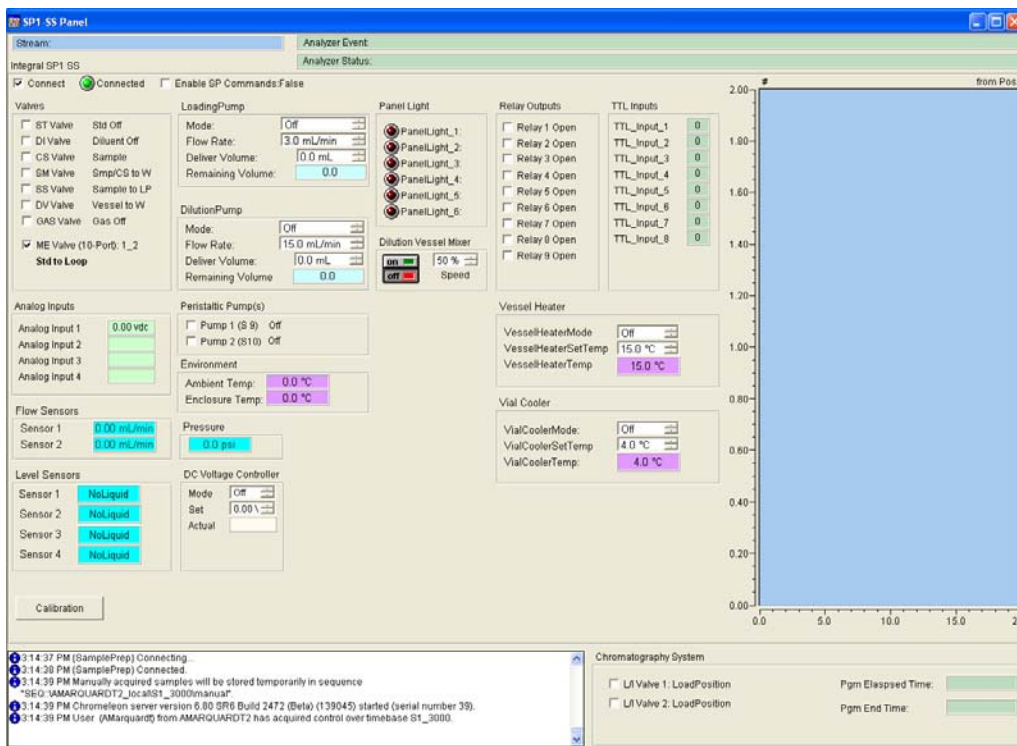 SP1-SS Panel
Stream:
Analyzer Event:
Integral SP1 SS
Analyzer Status:
Connect Connected Enable SP Commands:False
# from Pos
Valves
ST Valve Std Off
DI Valve Diluent Off
CS Valve Sample
SM Valve Smp/CS to W
SS Valve Sample to LP
DV Valve Vessel to W
GAS Valve Gas Off
ME Valve (10-Port): 1_2
Std to Loop
LoadingPump
Mode: Off
Flow Rate: 3.0 mL/min
Deliver Volume: 0.0 mL
Remaining Volume: 0.0
DilutionPump
Mode: Off
Flow Rate: 15.0 mL/min
Deliver Volume: 0.0 mL
Remaining Volume 0.0
Panel Light
PanelLight_1:
PanelLight_2:
PanelLight_3:
PanelLight_4:
PanelLight_5:
PanelLight_6:
Dilution Vessel Mixer
on 50 %
off Speed
Relay Outputs
Relay 1 Open
Relay 2 Open
Relay 3 Open
Relay 4 Open
Relay 5 Open
Relay 6 Open
Relay 7 Open
Relay 8 Open
Relay 9 Open
TTL Inputs
TTL_Input_1 0
TTL_Input_2 0
TTL_Input_3 0
TTL_Input_4 0
TTL_Input_5 0
TTL_Input_6 0
TTL_Input_7 0
TTL_Input_8 0
Analog Inputs
Analog Input 1 0.00 vdc
Analog Input 2
Analog Input 3
Analog Input 4
Peristaltic Pump(s)
Pump 1 (S 9) Off
Pump 2 (S10) Off
Environment
Ambient Temp: 0.0 °C
Enclosure Temp: 0.0 °C
Vessel Heater
VesselHeaterMode Off
VesselHeaterSetTemp 15.0 °C
VesselHeaterTemp 15.0 °C
Flow Sensors
Sensor 1 0.00 mL/min
Sensor 2 0.00 mL/min
Pressure
0.0 psi
Vial Cooler
VialCoolerMode: Off
VialCoolerSetTemp 4.0 °C
VialCoolerTemp: 4.0 °C
Level Sensors
Sensor 1 NoLiquid
Sensor 2 NoLiquid
Sensor 3 NoLiquid
Sensor 4 NoLiquid
DC Voltage Controller
Mode Off
Set 0.00 \
Actual
Calibration
2.00
1.80
1.60
1.40
1.20
1.00
0.80
0.60
0.40
0.20
0.00
0.0 5.0 10.0 15.0 2
3:14:37 PM (SamplePrep) Connecting...
3:14:38 PM (SamplePrep) Connected.
3:14:39 PM Manually acquired samples will be stored temporarily in sequence
"SEQ:\AMARQUARDT2_local\S1_3000\manual".
3:14:39 PM Chromeleon server version 6.80 SR6 Build 2472 (Beta) (139045) started (serial number 39).
3:14:39 PM User (AMarquardt) from AMARQUARDT2 has acquired control over timebase S1_3000.
Chromatography System
L/I Valve 1: LoadPosition
L/I Valve 2: LoadPosition
Pgm Elaspsed Time:
Pgm End Time: